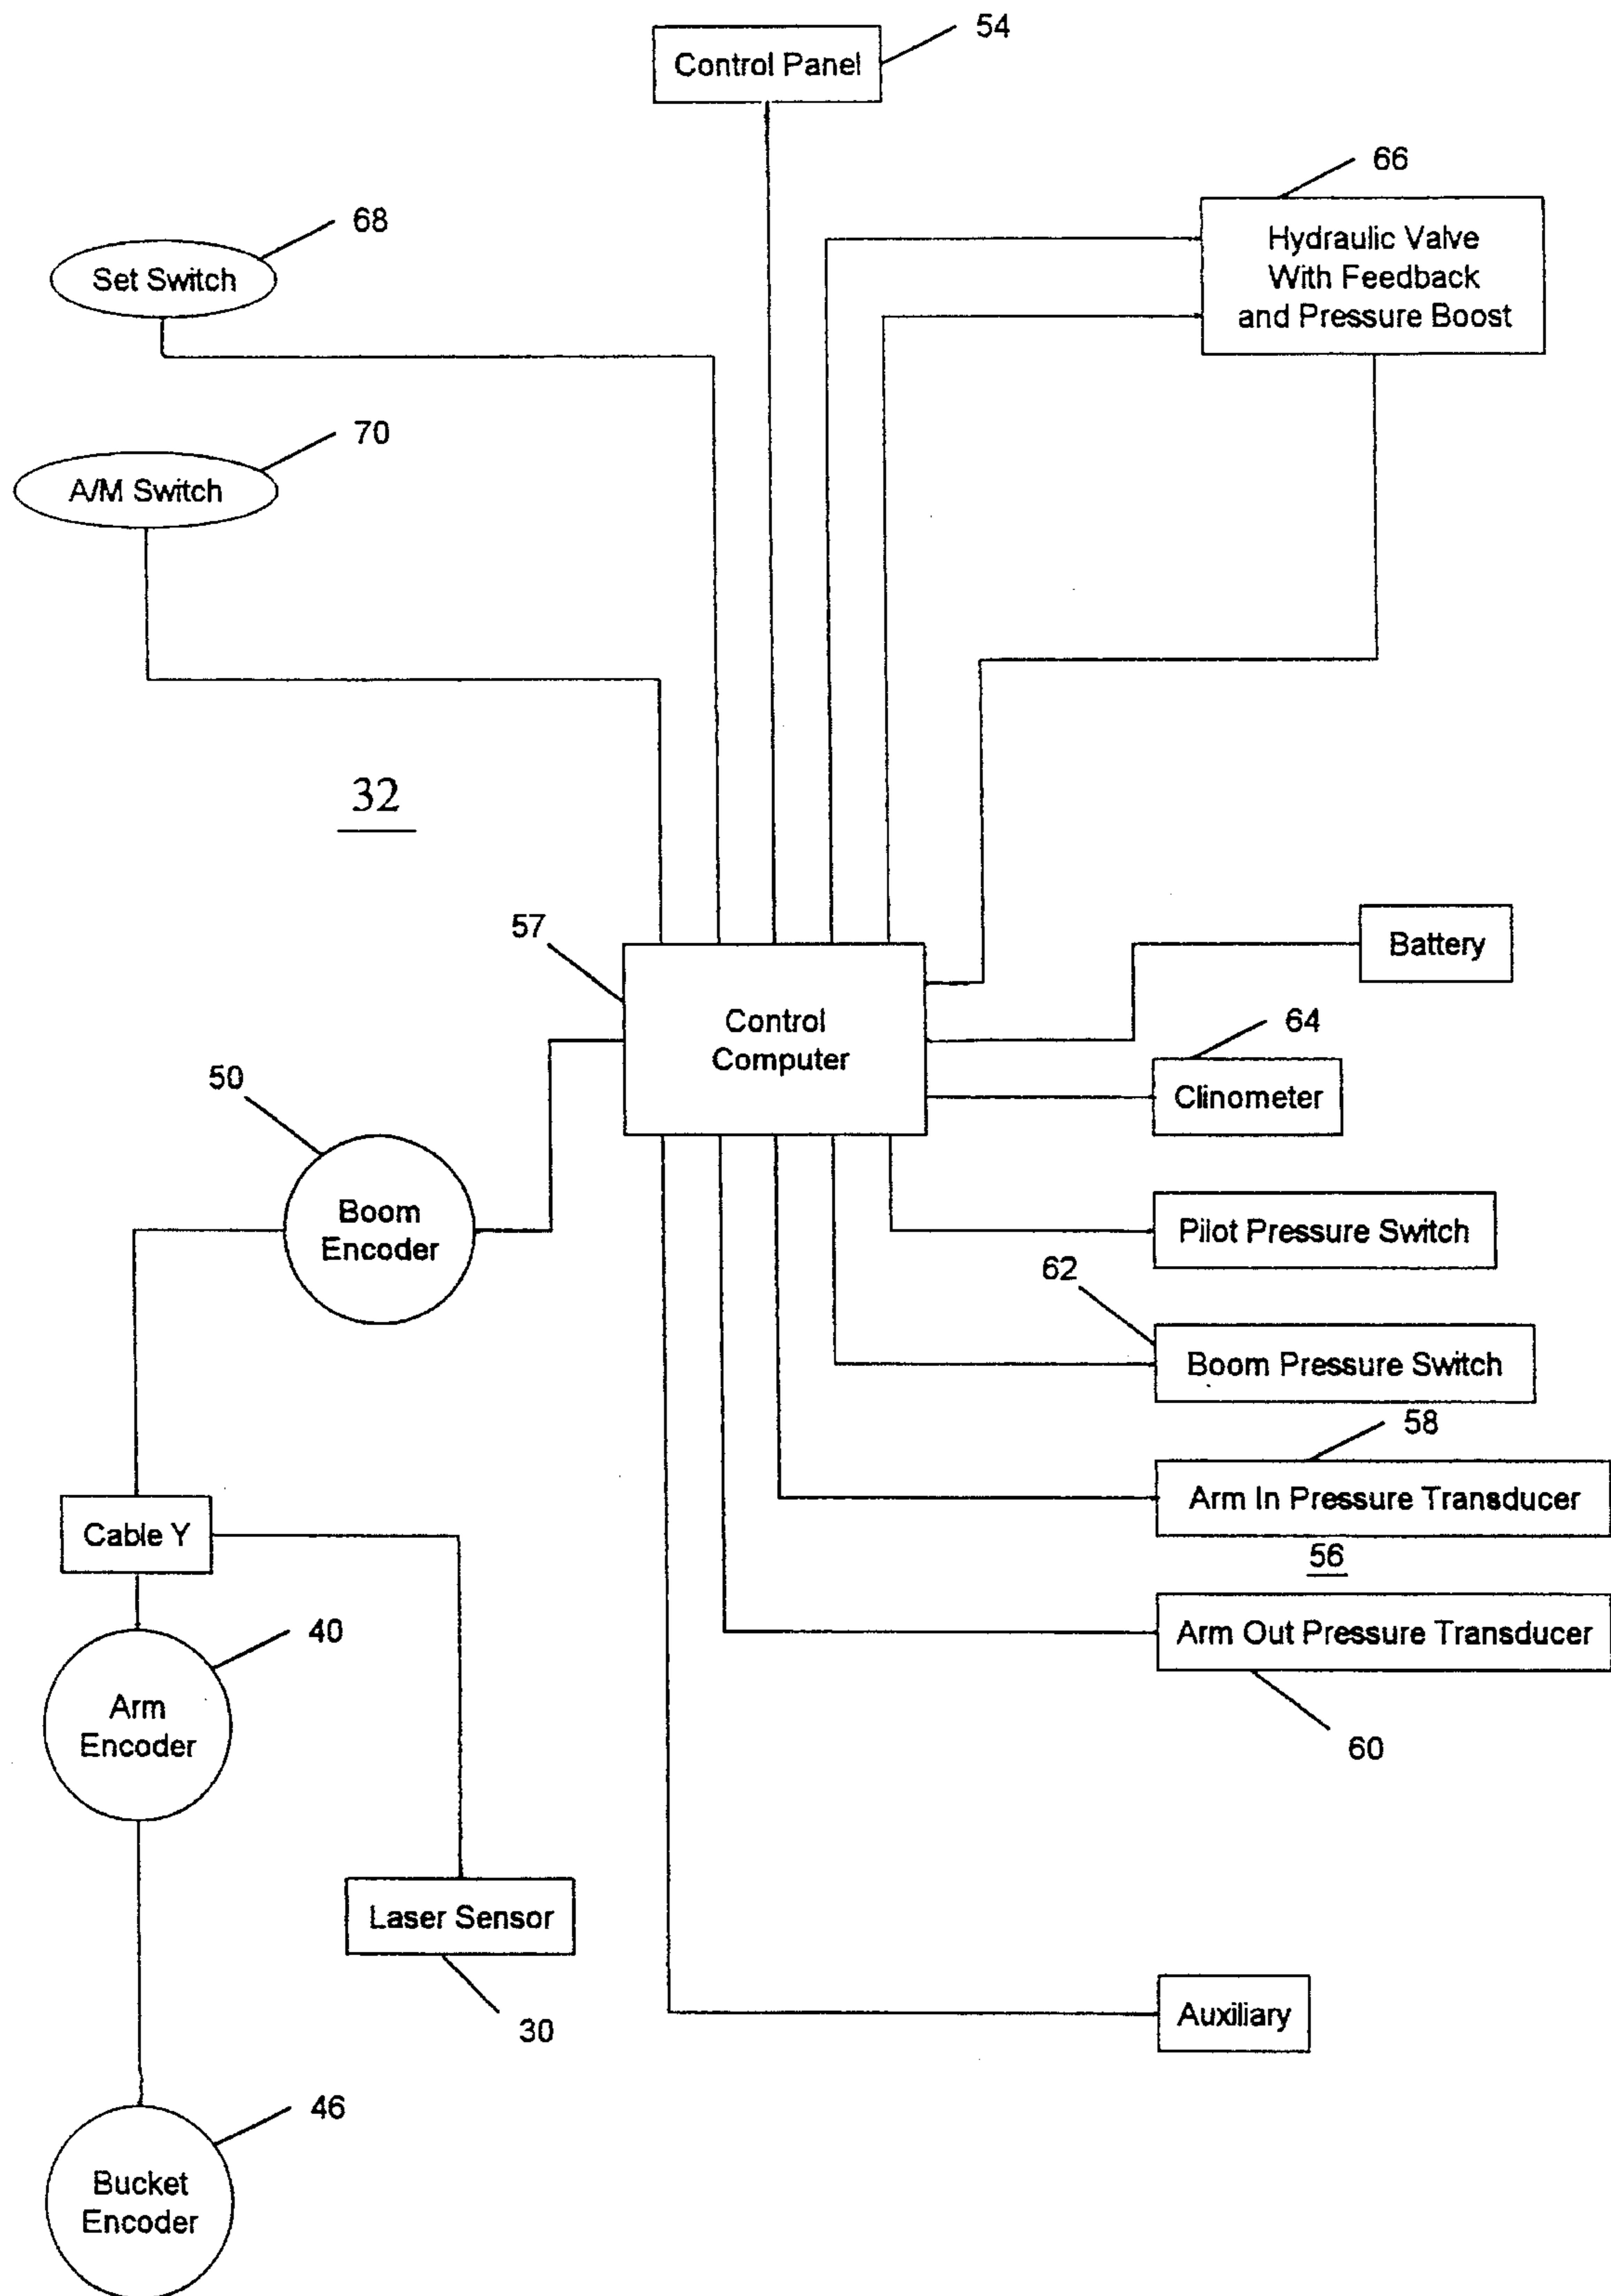 54
Control Panel
66
Hydraulic Valve
With Feedback
and Pressure Boost
68
Set Switch
70
A/M Switch
32
57
Control
Computer
Battery
64
Clinometer
50
Boom
Encoder
Pilot Pressure Switch
62
Boom Pressure Switch
58
Arm In Pressure Transducer
56
Cable Y
Arm Out Pressure Transducer
60
40
Arm
Encoder
Laser Sensor
30
Auxiliary
46
Bucket
Encoder